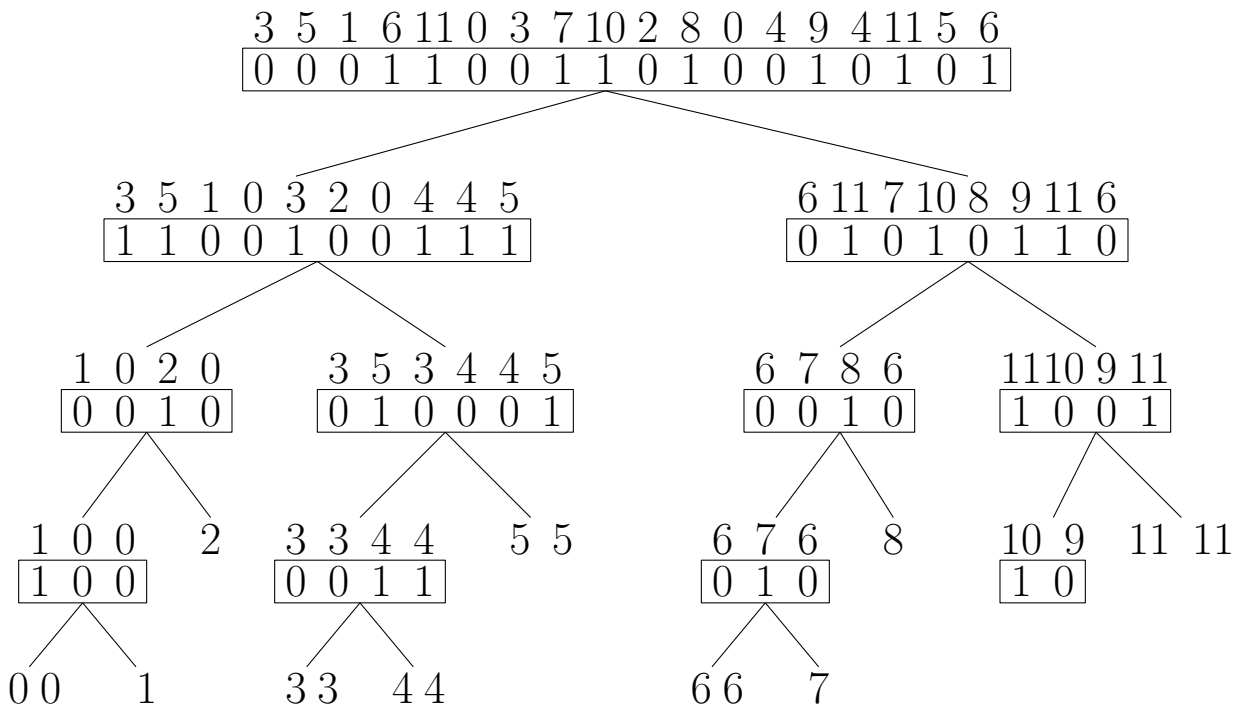 3 5 1 6 11 0 3 7 10 2 8 0 4 9 4 11 5 6
0 0 0 1 1 0 0 1 1 0 1 0 0 1 0 1 0 1
3 5 1 0 3 2 0 4 4 5 6 11 7 10 8 9 11 6
1 1 0 0 1 0 0 1 1 1 0 1 0 1 0 1 1 0
1 0 2 0 3 5 3 4 4 5 6 7 8 6 11 10 9 11
0 0 1 0 0 1 0 0 0 1 0 0 1 0 1 0 0 1
1 0 0 2 3 3 4 4 5 5 6 7 6 8 10 9 11 11
1 0 0 0 0 1 1 0 1 0 1 0
0 0 1 3 3 4 4 6 6 7